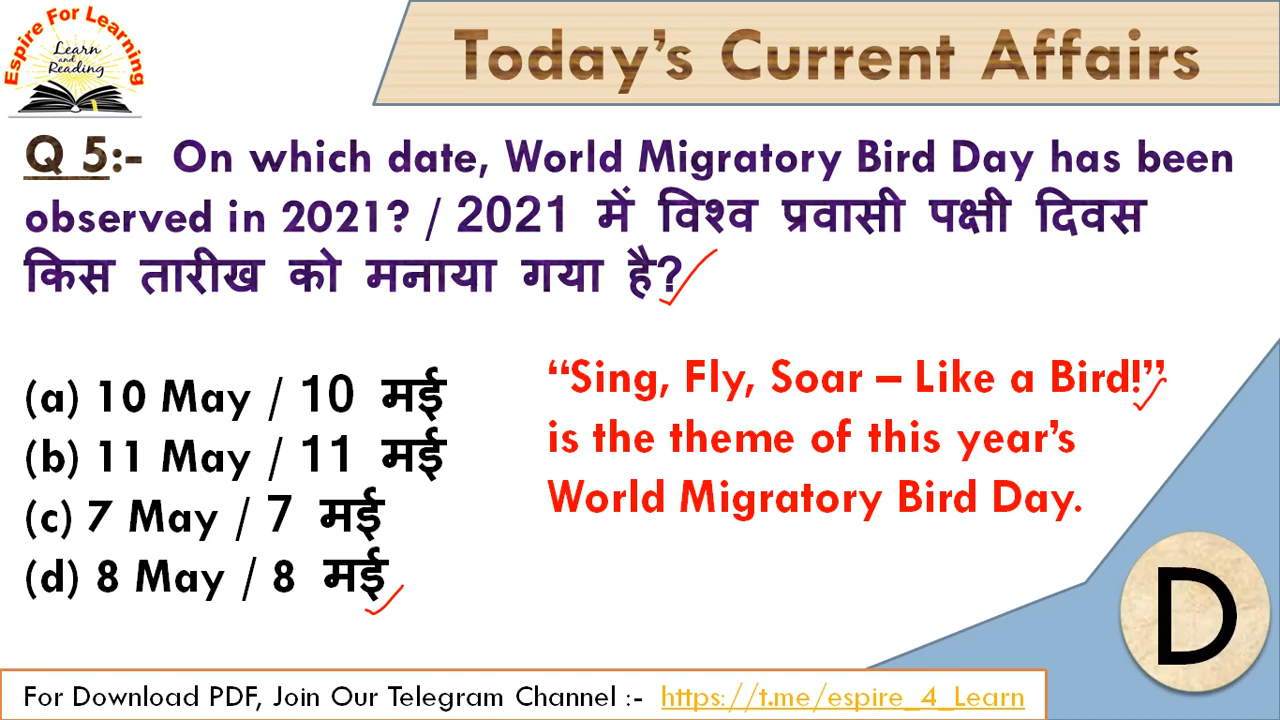 Espire For Learning
Learn
and
Reading
Today’s Current Affairs
Q 5:- On which date, World Migratory Bird Day has been
observed in 2021? / 2021 में विश्व प्रवासी पक्षी दिवस
किस तारीख को मनाया गया है?
(a) 10 May / 10 मई
(b) 11 May / 11 मई
(c) 7 May / 7 मई
(d) 8 May / 8 मई
“Sing, Fly, Soar – Like a Bird!”
is the theme of this year’s
World Migratory Bird Day.
D
For Download PDF, Join Our Telegram Channel :- https://t.me/espire_4_Learn